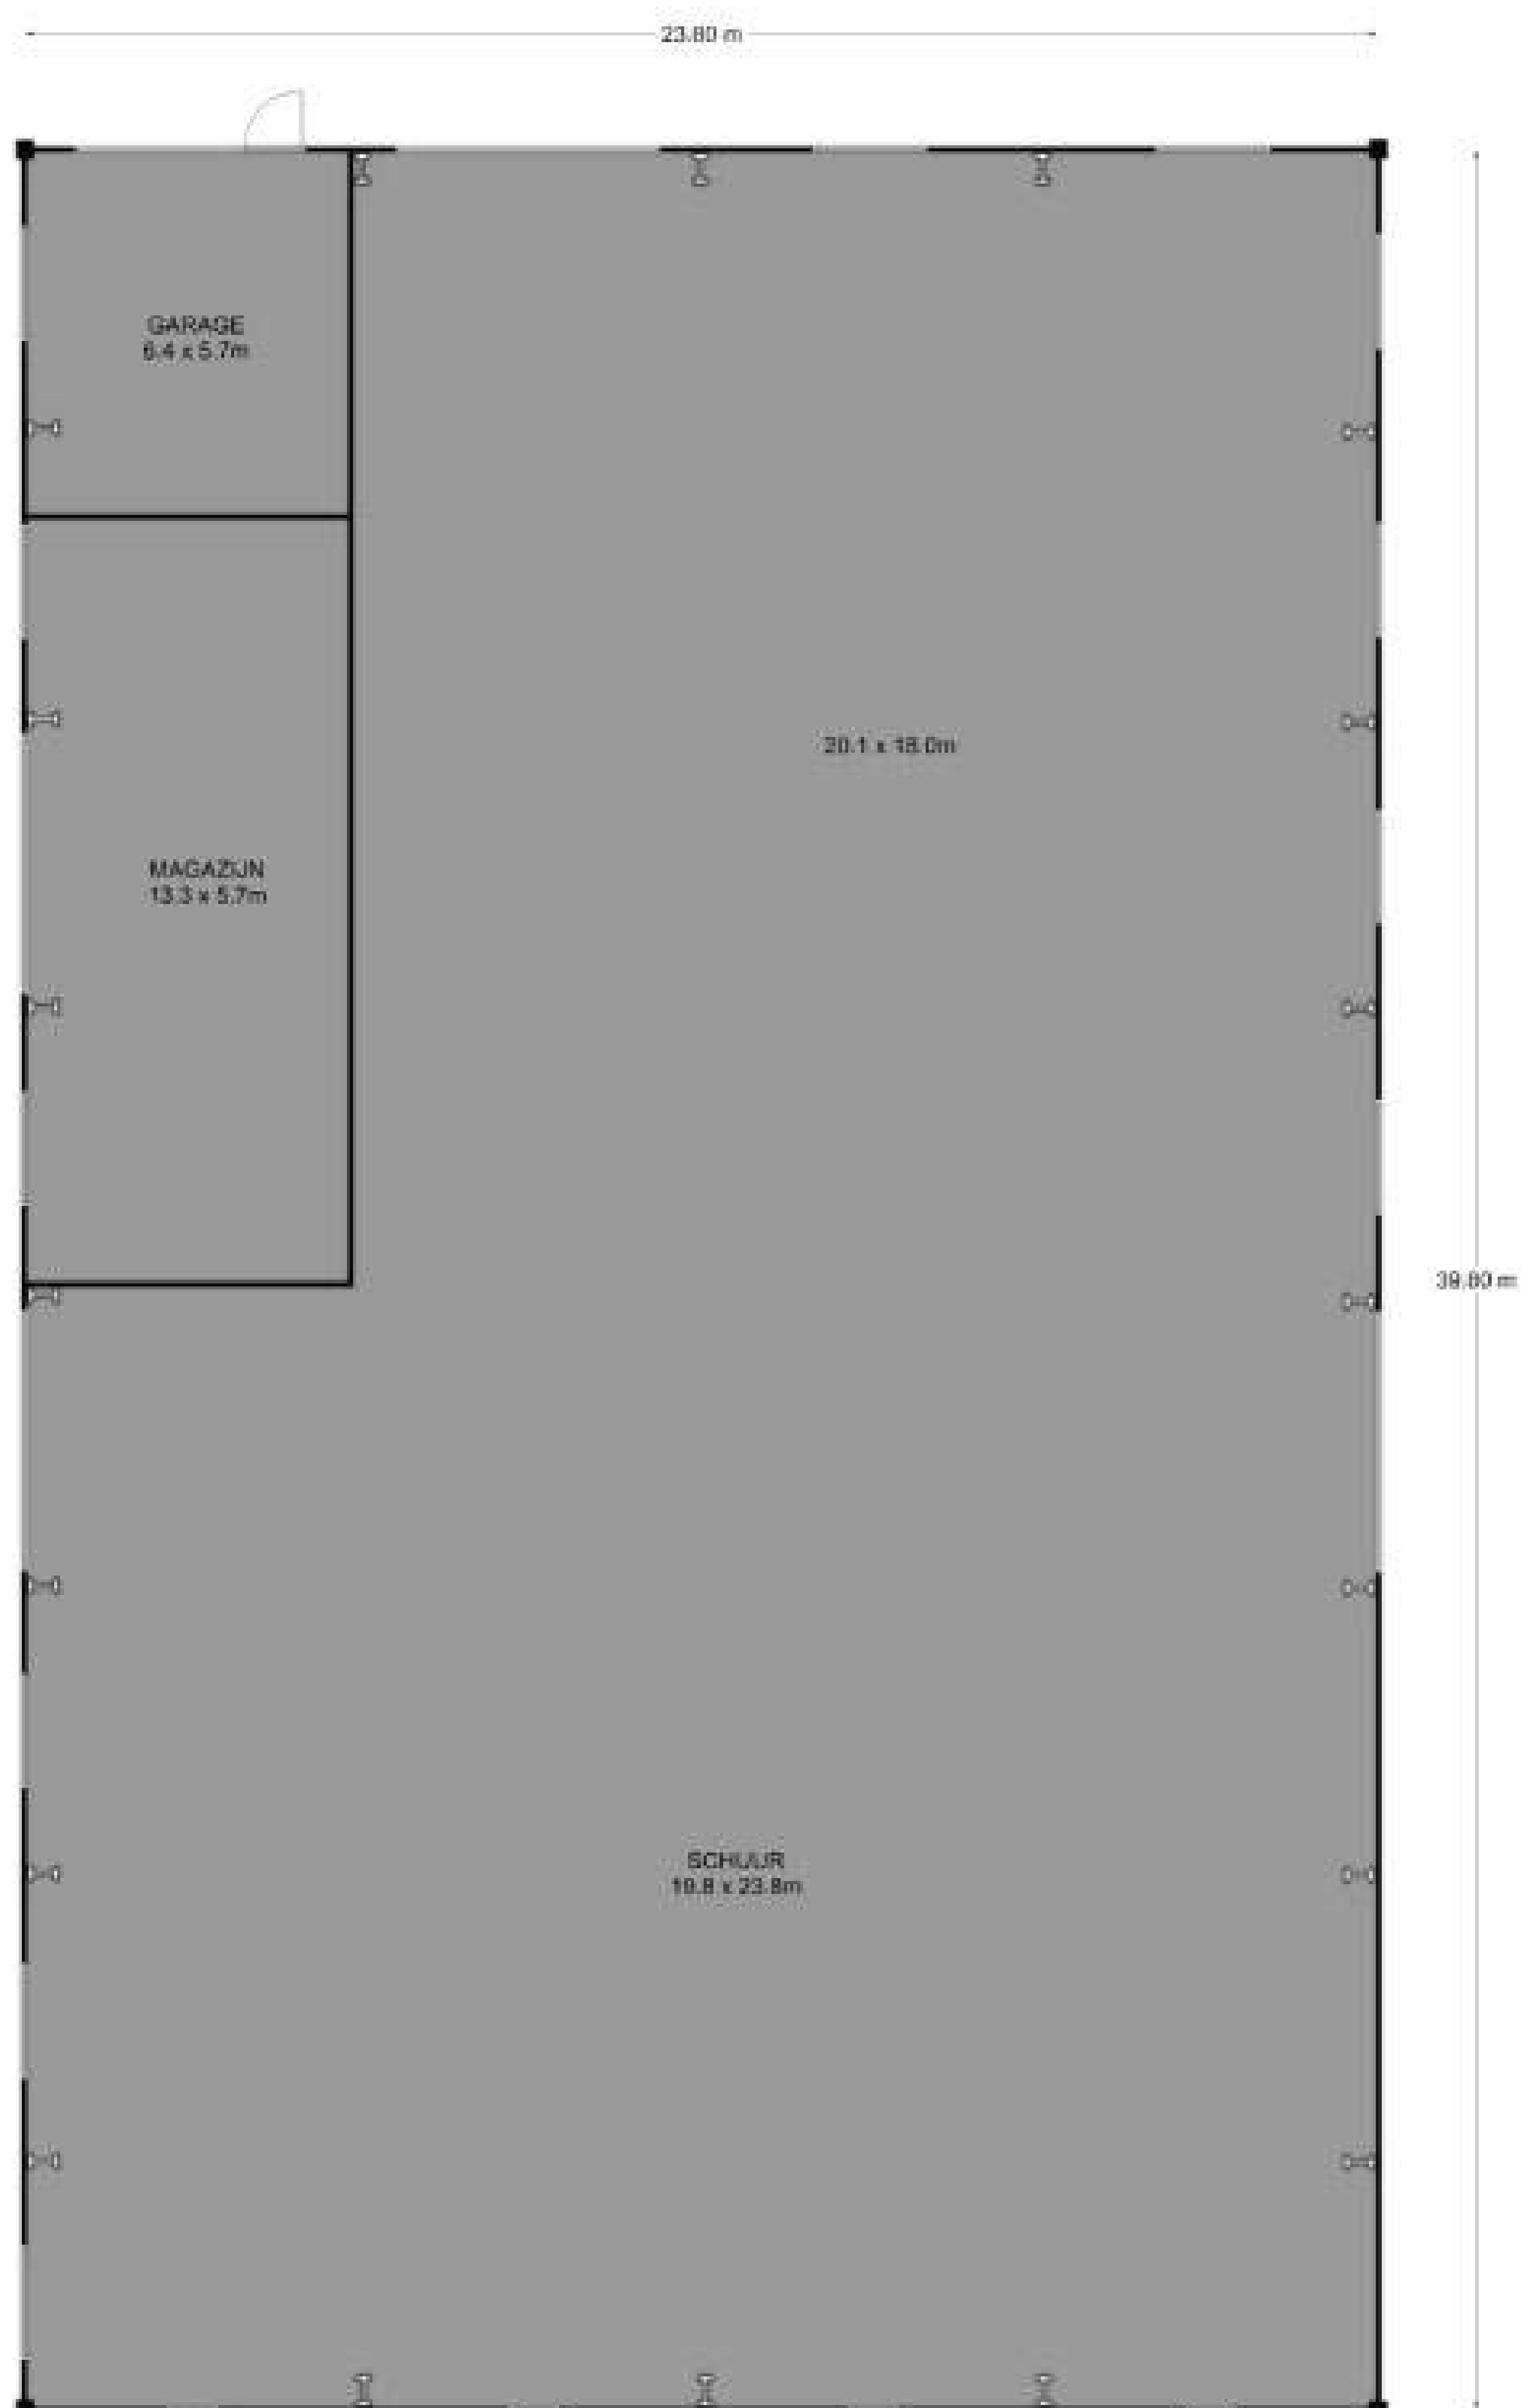 23.80 m
GARAGE
6.4 x 5.7m
20.1 x 18.0m
MAGAZIJN
13.3 x 5.7m
39.80 m
SCHUUR
19.8 x 23.8m